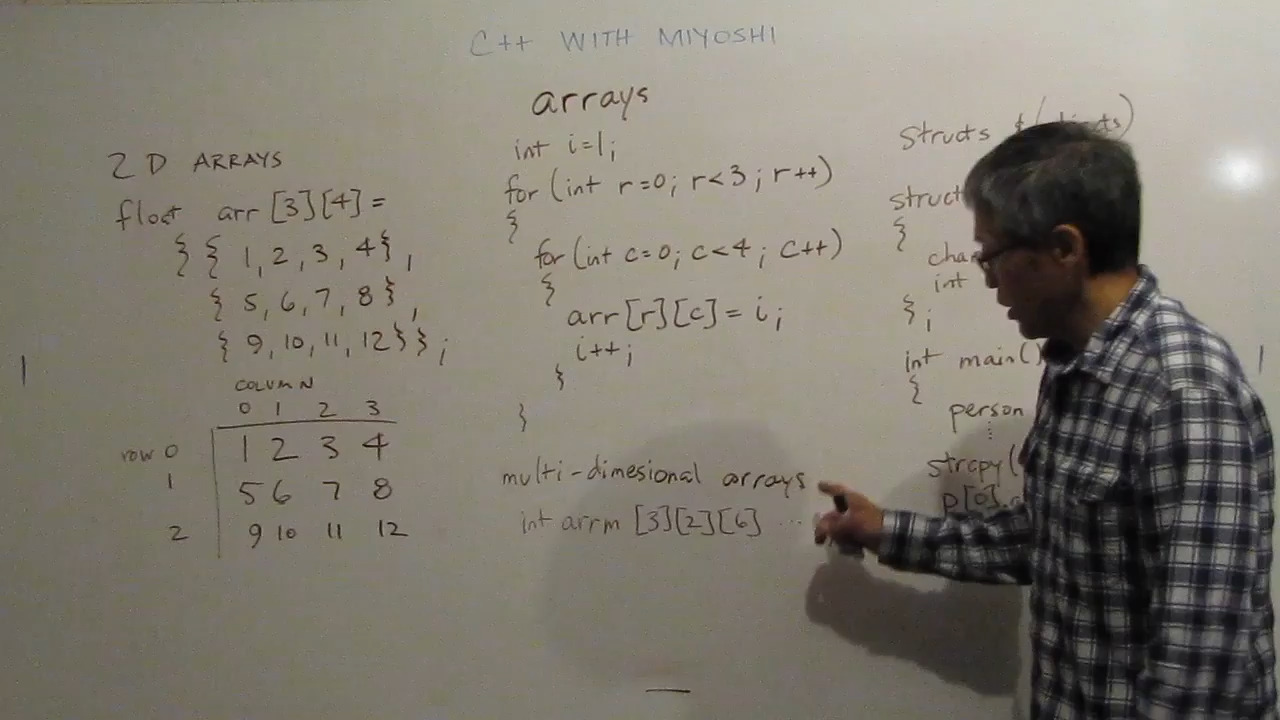 C++ WITH MIYOSHI
2 D ARRAYS
float arr [3][4] =
{ { 1, 2, 3, 4 },
{ 5, 6, 7, 8 },
{ 9, 10, 11, 12 } };
COLUMN
0 1 2 3
row 0 1 2 3 4
1 5 6 7 8
2 9 10 11 12
arrays
int i=1;
for (int r=0; r<3; r++)
{
for (int c=0; c<4; c++)
{
arr[r][c] = i;
i++;
}
}
multi-dimesional arrays
int arrm [3][2][6] ...
structs
struct
{
int
};
int main()
{
person
⋮
strcpy(
p[0].